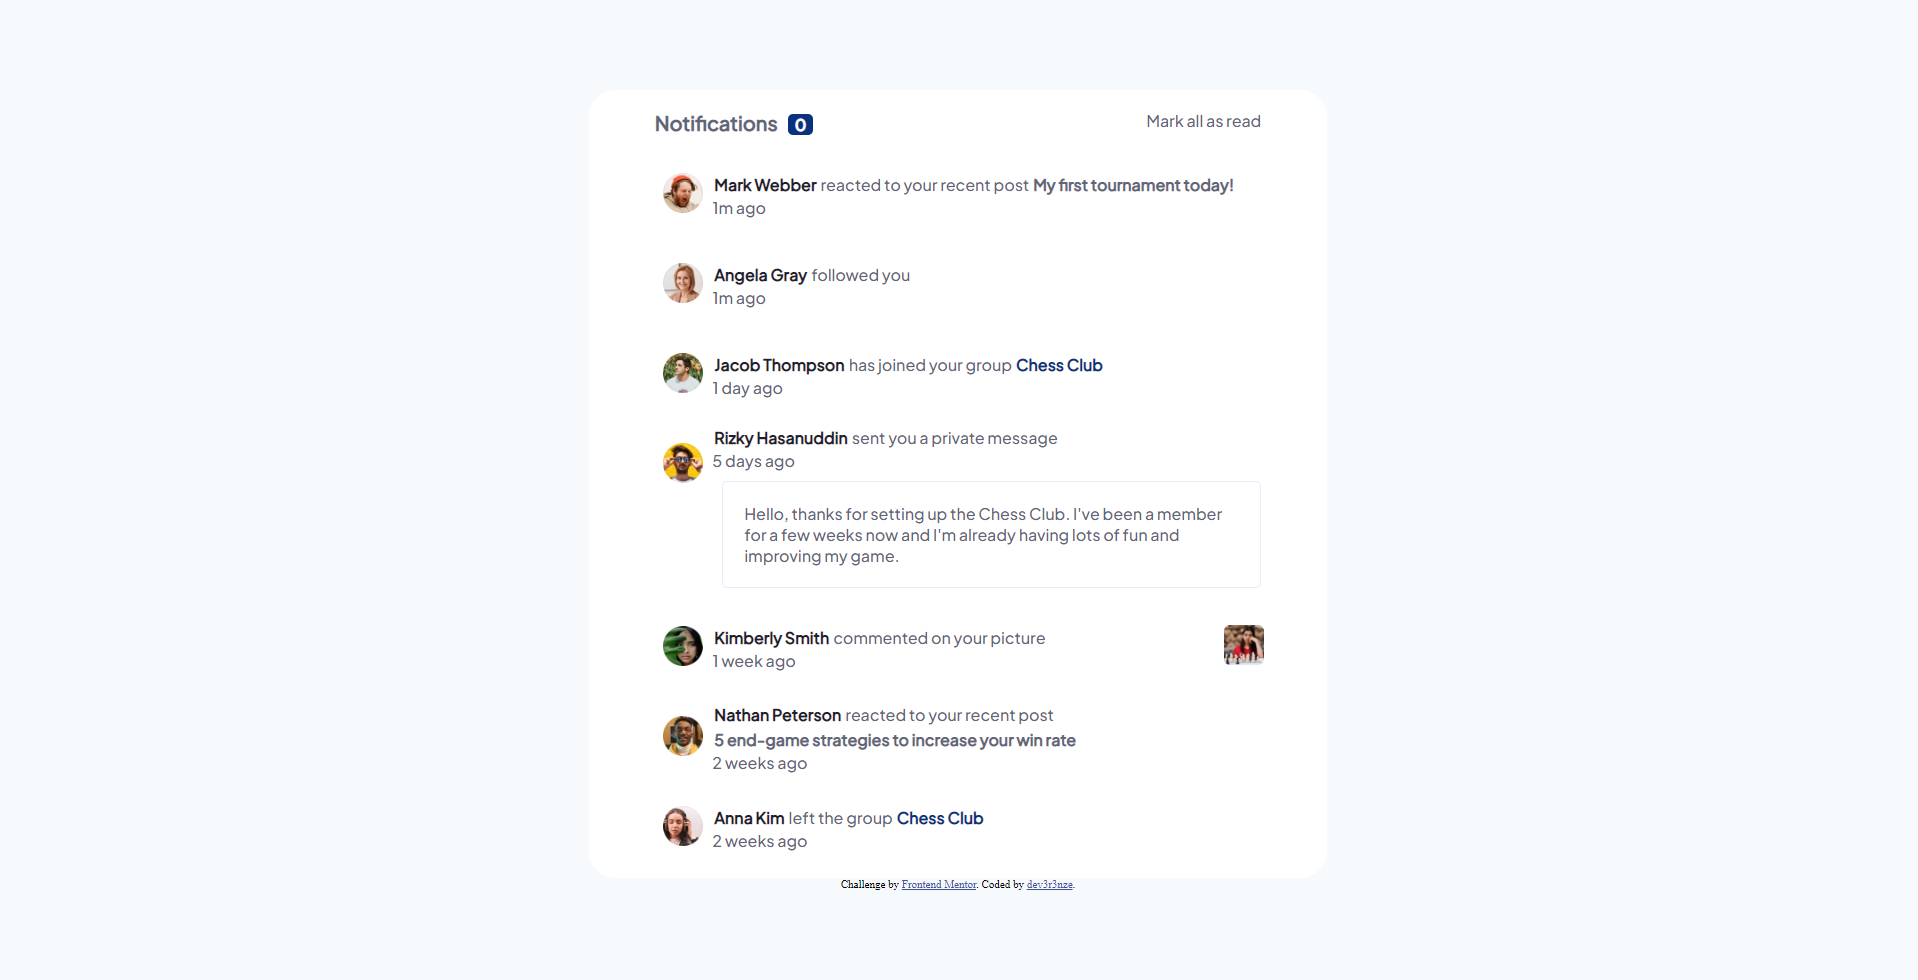 Notifications 0 Mark all as read
Mark Webber reacted to your recent post My first tournament today!
1m ago
Angela Gray followed you
1m ago
Jacob Thompson has joined your group Chess Club
1 day ago
Rizky Hasanuddin sent you a private message
5 days ago
Hello, thanks for setting up the Chess Club. I've been a member
for a few weeks now and I'm already having lots of fun and
improving my game.
Kimberly Smith commented on your picture
1 week ago
Nathan Peterson reacted to your recent post
5 end-game strategies to increase your win rate
2 weeks ago
Anna Kim left the group Chess Club
2 weeks ago
Challenge by Frontend Mentor. Coded by dev3r3nze.